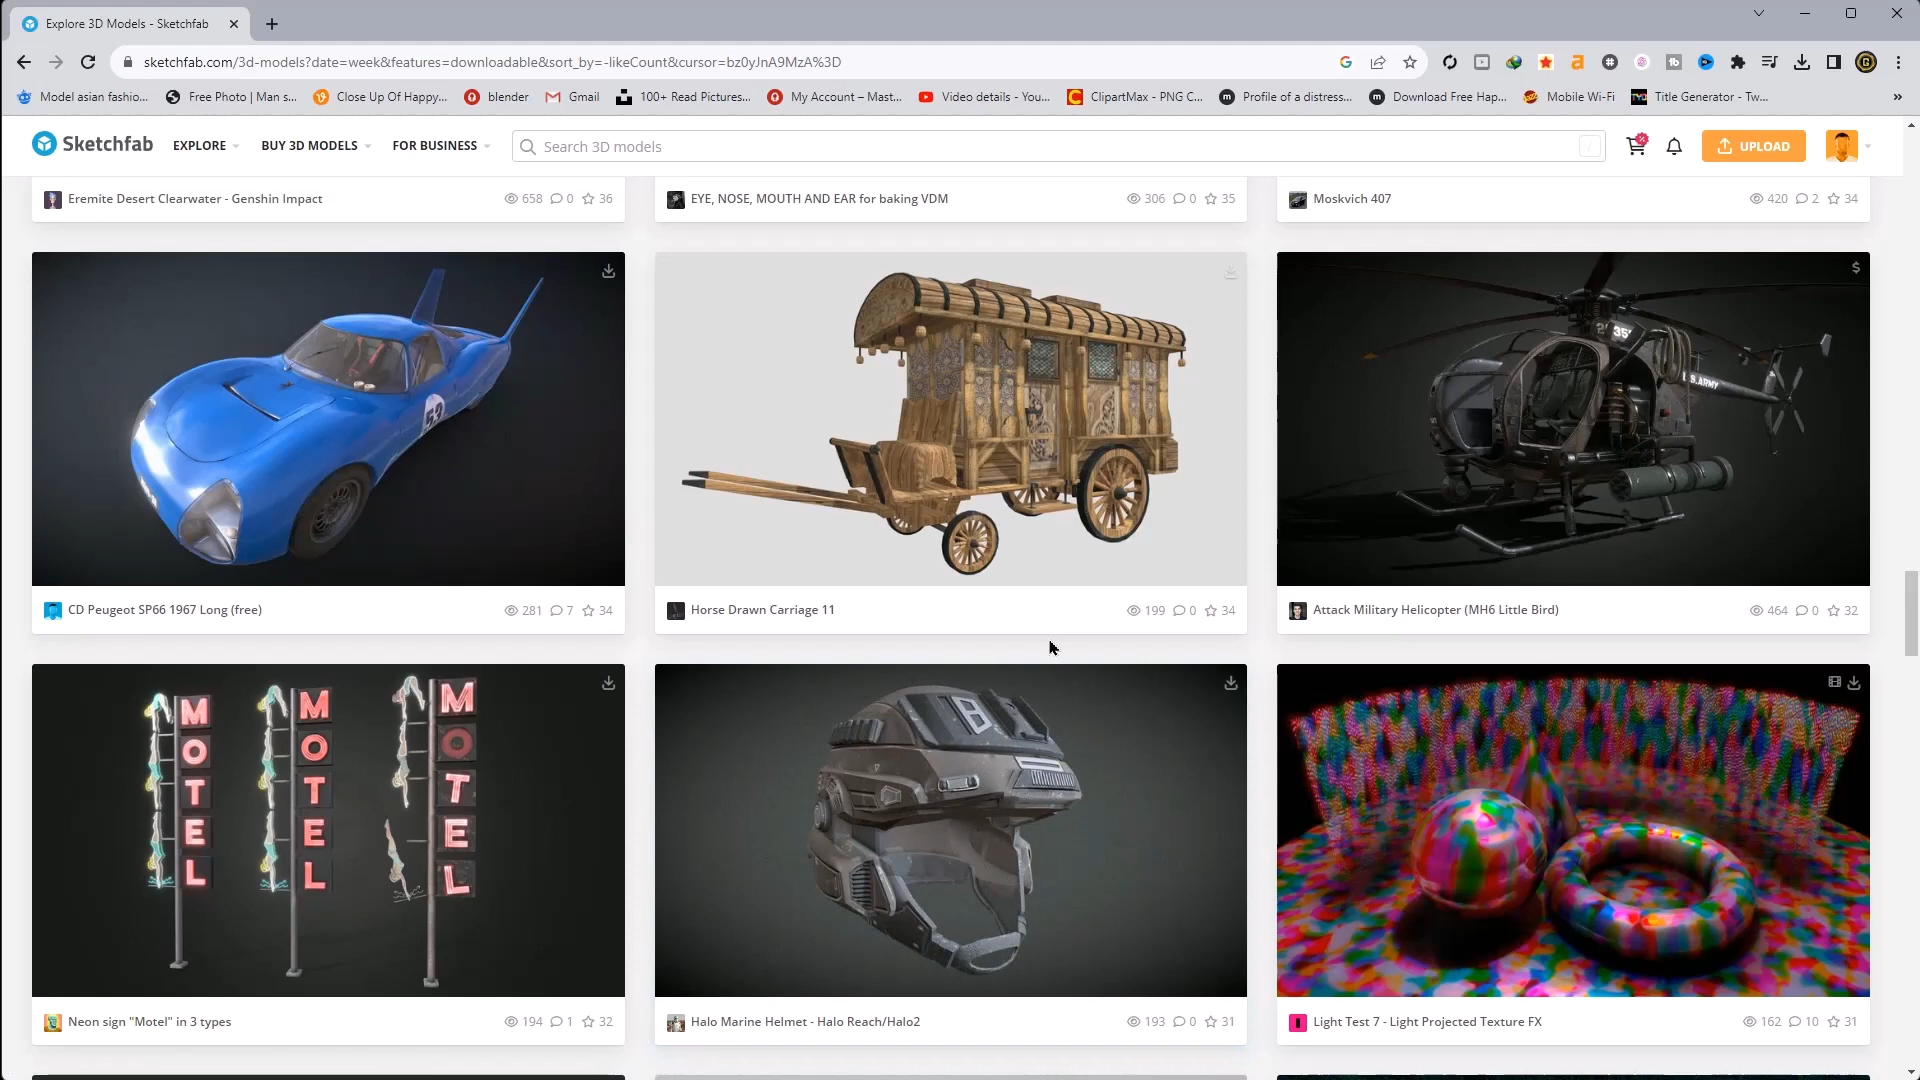 Explore 3D Models - Sketchfab
sketchfab.com/3d-models?date=week&features=downloadable&sort_by=-likeCount&cursor=bz0yJnA9MzA%3D
Model asian fashio... Free Photo | Man s... Close Up Of Happy,... blender Gmail 100+ Read Pictures... My Account – Mast... Video details - You... ClipartMax - PNG C... Profile of a distress... Download Free Hap... Mobile Wi-Fi Title Generator - Tw... »
Sketchfab EXPLORE BUY 3D MODELS FOR BUSINESS Search 3D models / UPLOAD
Eremite Desert Clearwater - Genshin Impact 658 0 36
EYE, NOSE, MOUTH AND EAR for baking VDM 306 0 35
Moskvich 407 420 2 34
53
35
U.S.ARMY
CD Peugeot SP66 1967 Long (free) 281 7 34
Horse Drawn Carriage 11 199 0 34
Attack Military Helicopter (MH6 Little Bird) 464 0 32
MOTEL MOTEL MOTEL
B
Neon sign "Motel" in 3 types 194 1 32
Halo Marine Helmet - Halo Reach/Halo2 193 0 31
Light Test 7 - Light Projected Texture FX 162 10 31